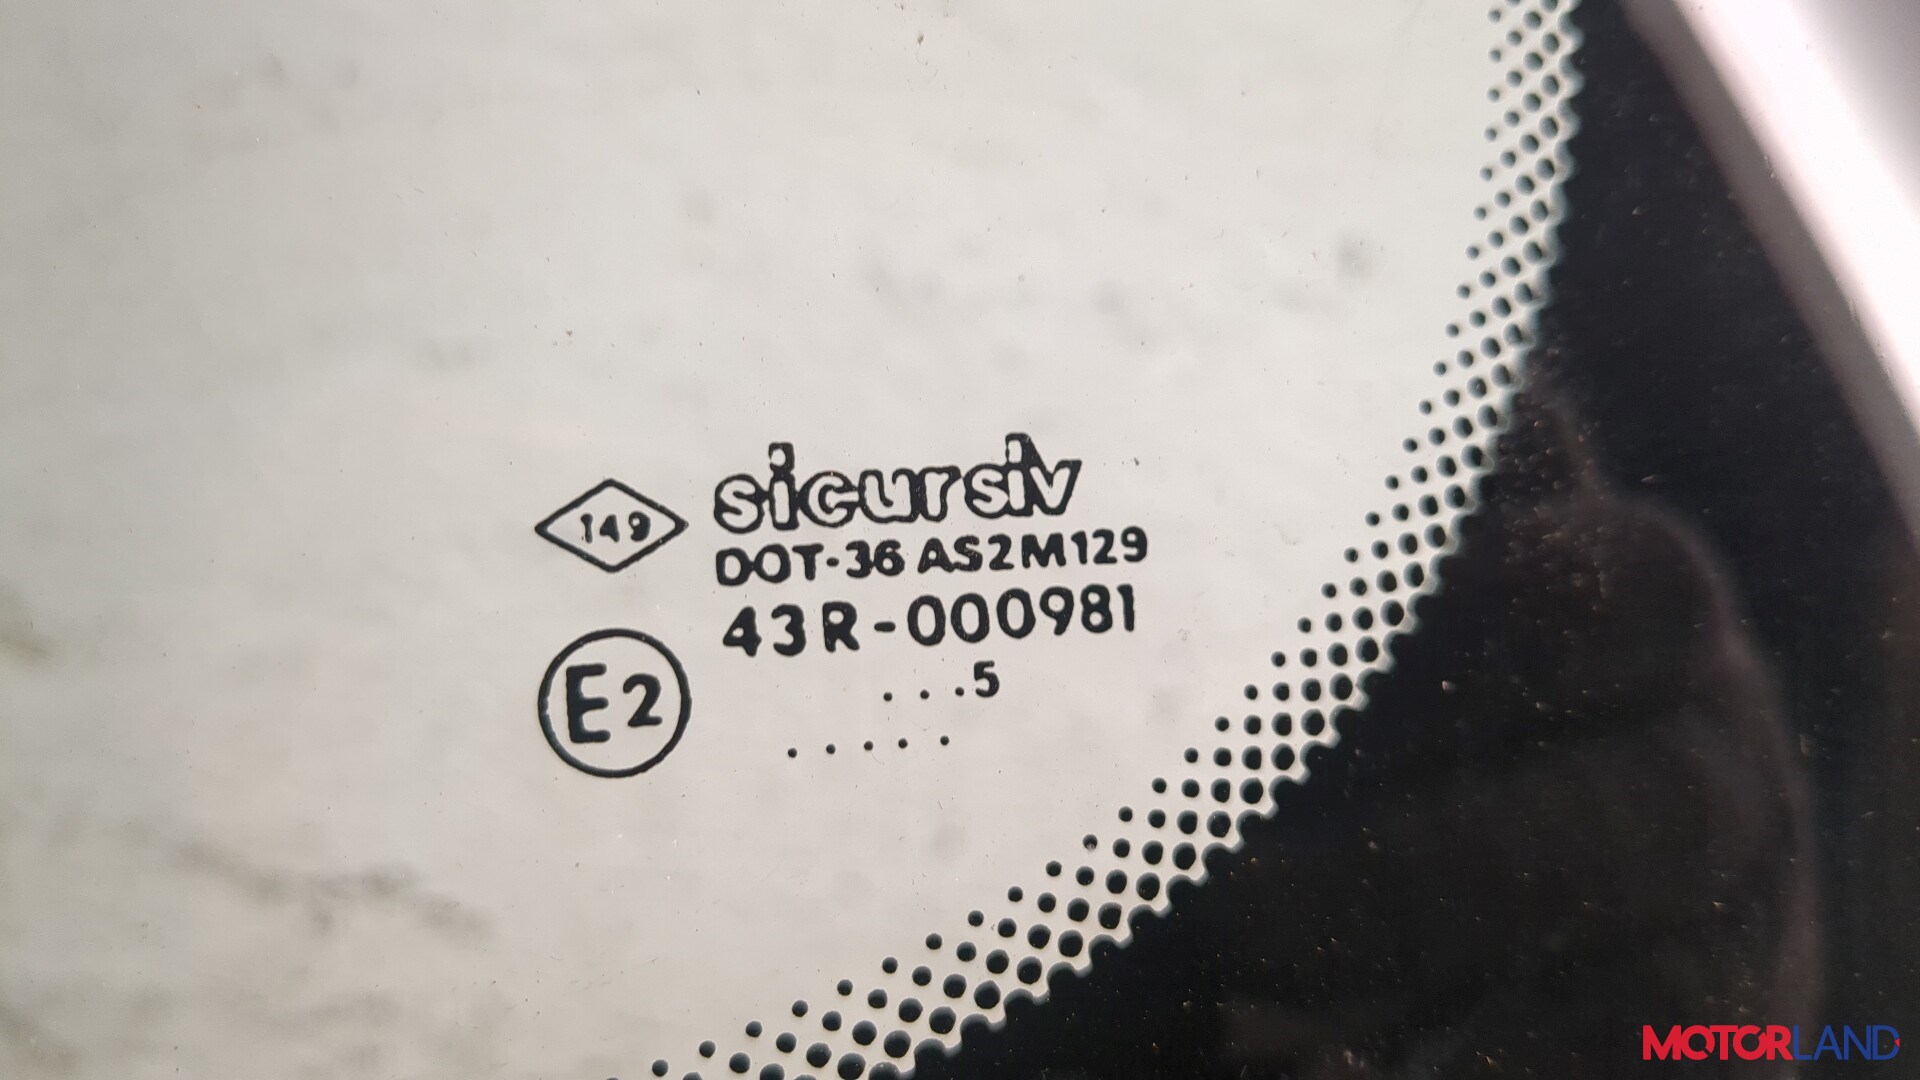 149
sicursiv
DOT-36 AS2M129
43R-000981
E2
...5
.....
MOTORLAND